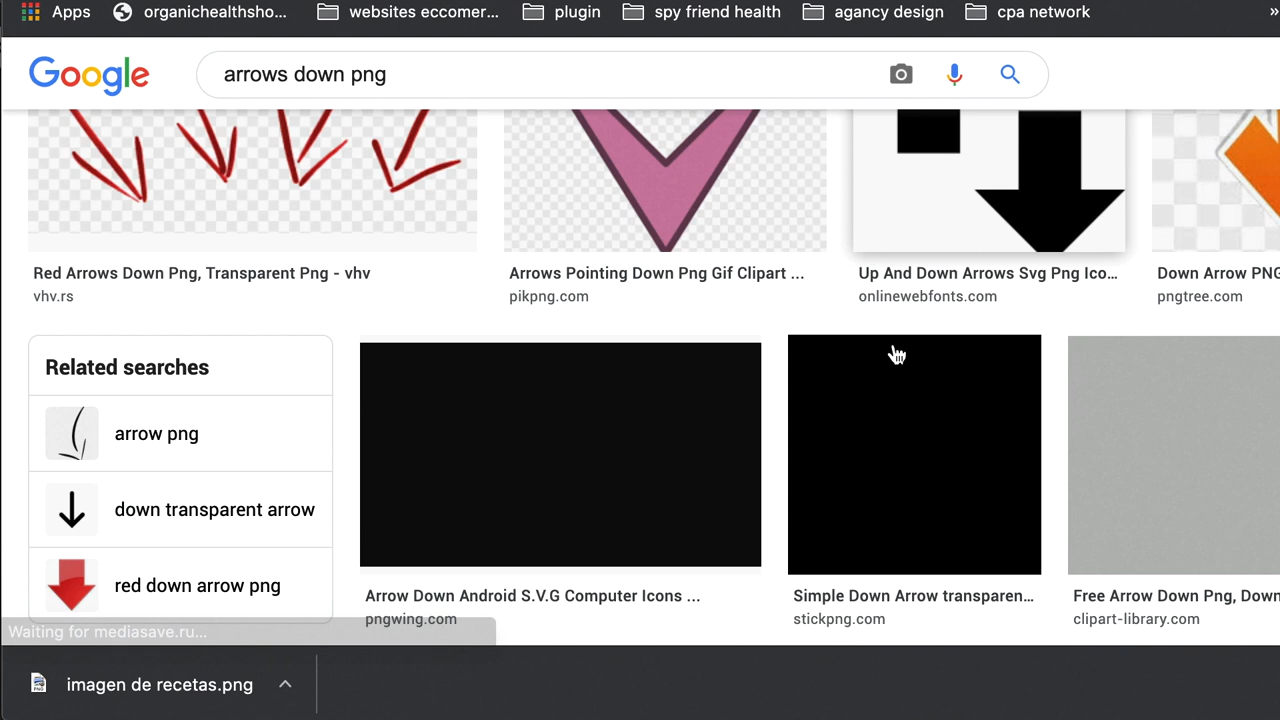 Apps organichealthsho... websites eccomer... plugin spy friend health agancy design cpa network »
Google arrows down png
Red Arrows Down Png, Transparent Png - vhv
vhv.rs
Arrows Pointing Down Png Gif Clipart ...
pikpng.com
Up And Down Arrows Svg Png Ico...
onlinewebfonts.com
Down Arrow PNG
pngtree.com
Related searches
arrow png
down transparent arrow
red down arrow png
Arrow Down Android S.V.G Computer Icons ...
pngwing.com
Simple Down Arrow transparen...
stickpng.com
Free Arrow Down Png, Down
clipart-library.com
Waiting for mediasave.ru...
PNG
imagen de recetas.png